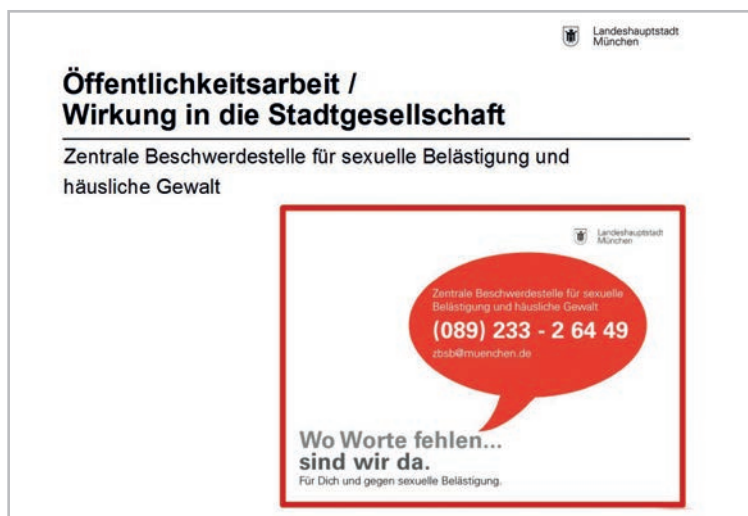 Landeshauptstadt
München
Öffentlichkeitsarbeit /
Wirkung in die Stadtgesellschaft
Zentrale Beschwerdestelle für sexuelle Belästigung und
häusliche Gewalt
Landeshauptstadt
München
Zentrale Beschwerdestelle für sexuelle
Belästigung und häusliche Gewalt
(089) 233 - 2 64 49
zbsb@muenchen.de
Wo Worte fehlen...
sind wir da.
Für Dich und gegen sexuelle Belästigung.